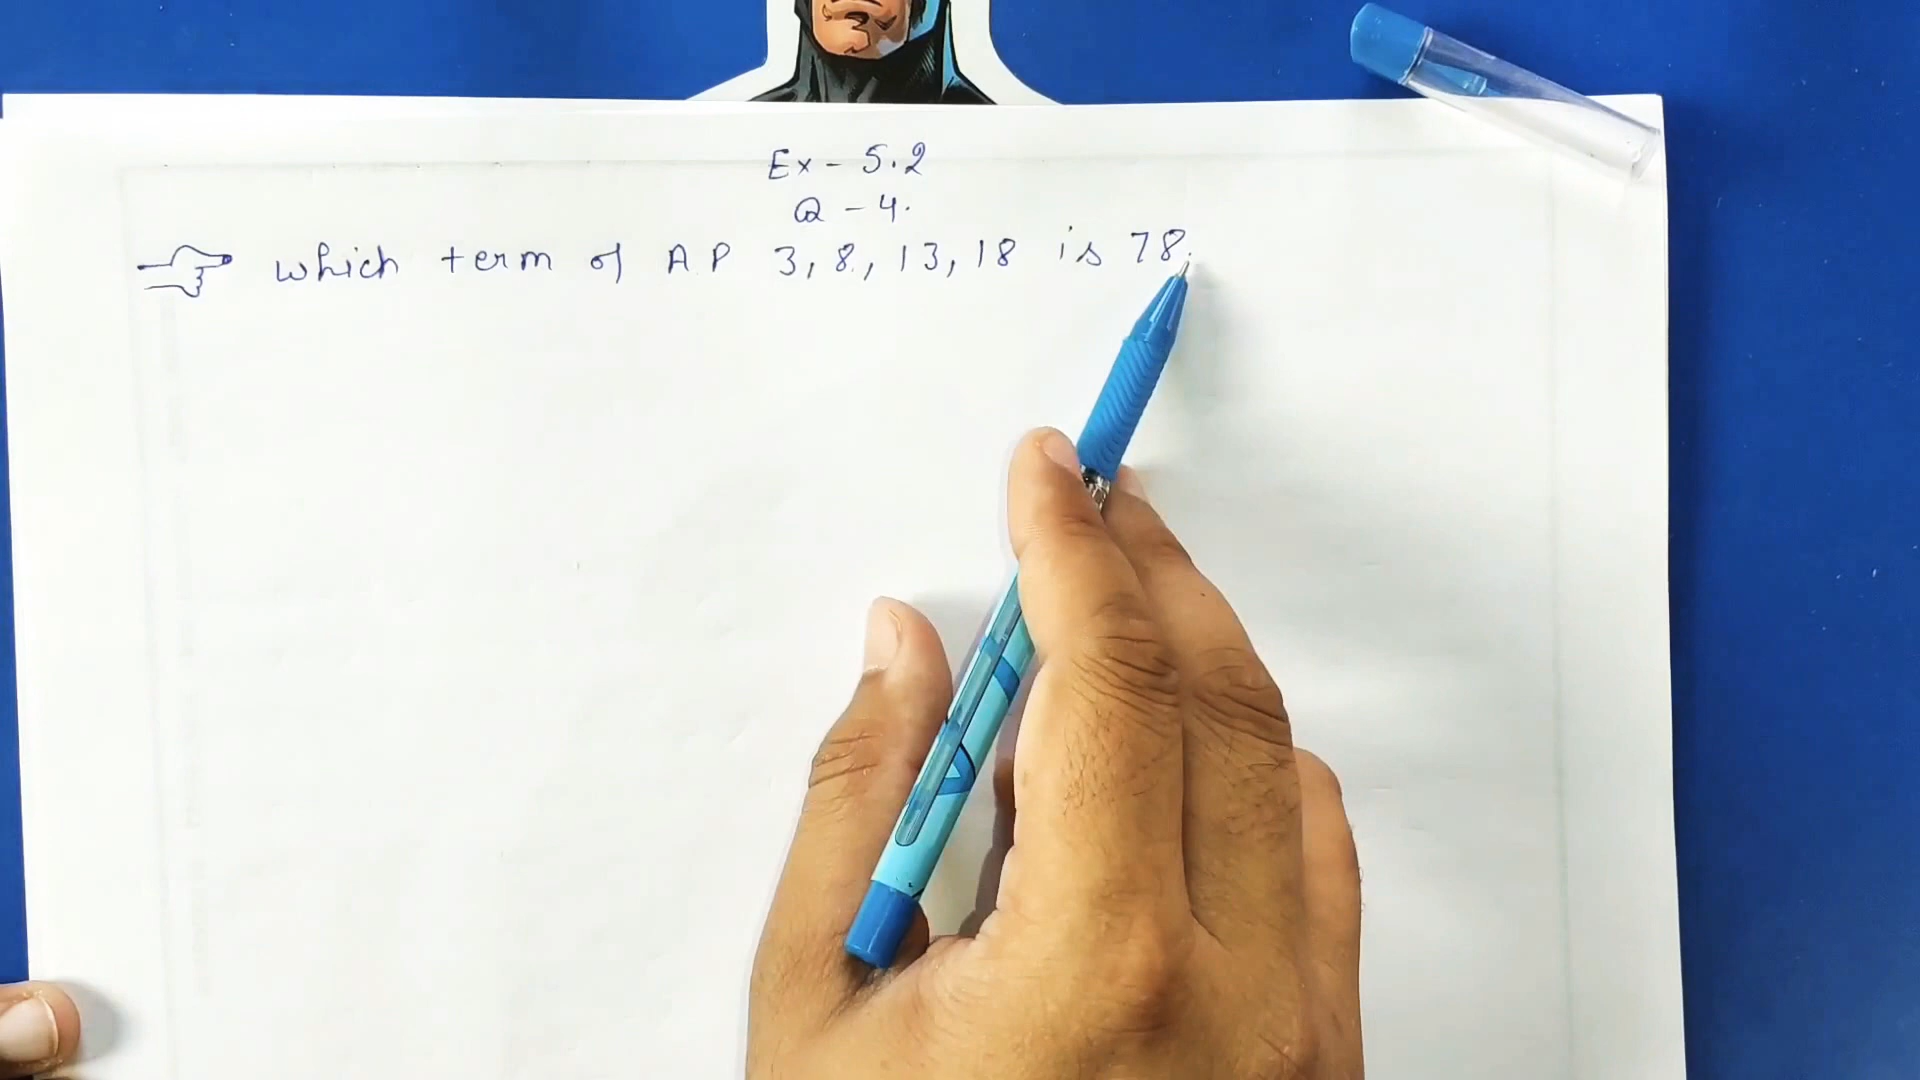 Ex - 5.2
Q - 4.
which term of A.P 3, 8, 13, 18 is 78.